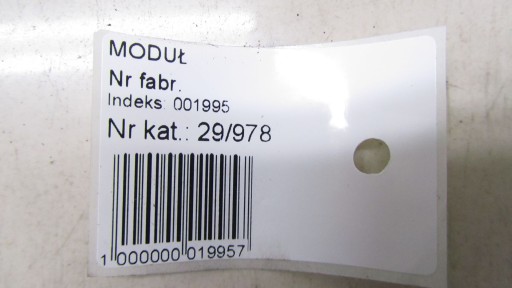 MODUŁ
Nr fabr.
Indeks: 001995
Nr kat.: 29/978
1 000000 019957